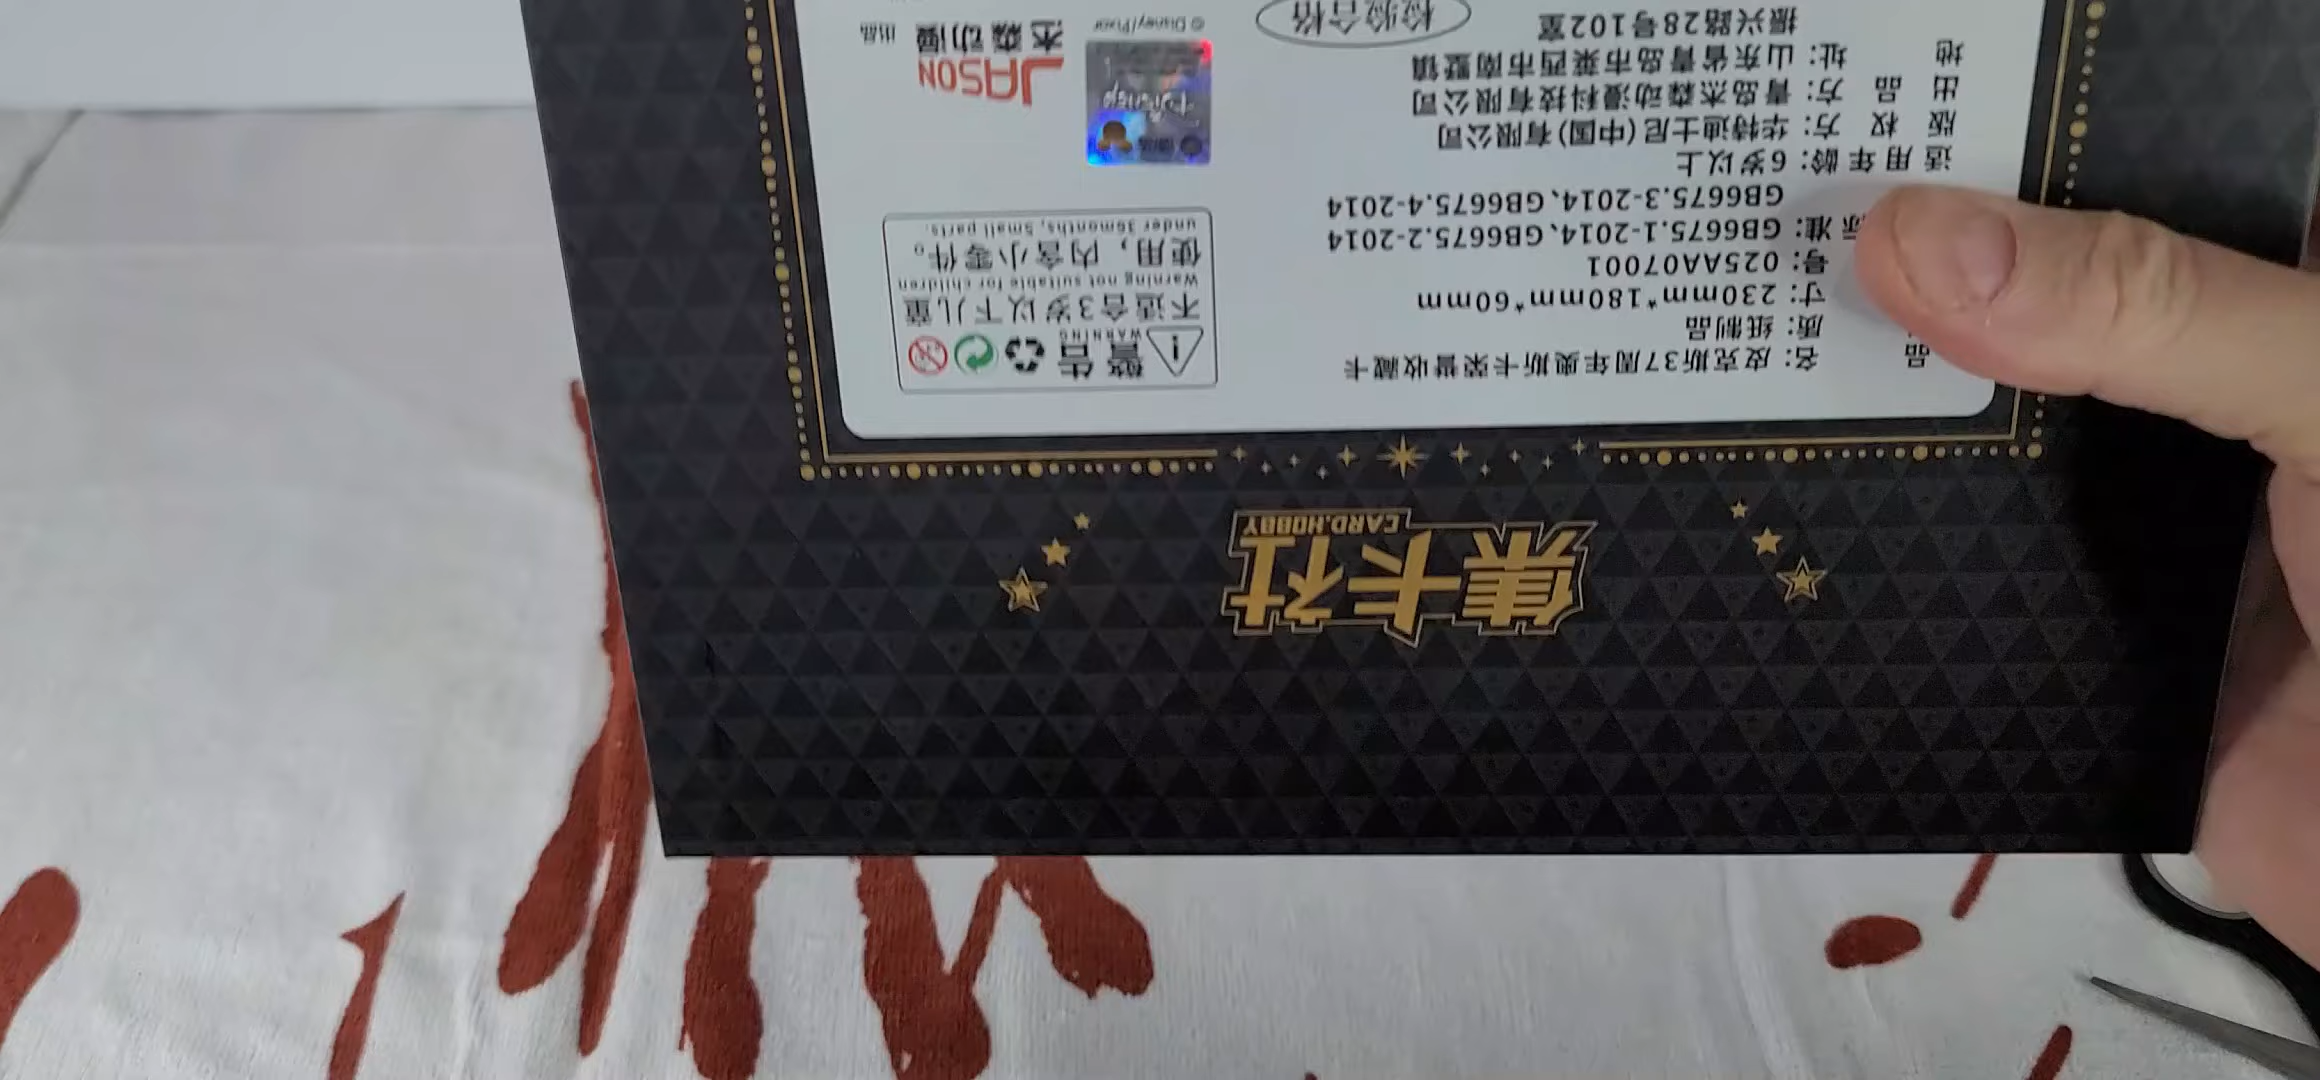 集卡社
CARD.HOBBY
品 名：皮克斯37周年奥斯卡荣誉收藏卡
质：纸制品
寸：230mm*180mm*60mm
号：025AA07001
标准：GB6675.1-2014、GB6675.2-2014
GB6675.3-2014、GB6675.4-2014
适用年龄：6岁以上
版权方：华特迪士尼(中国)有限公司
出品方：青岛杰森动漫科技有限公司
地址：山东省青岛市莱西市南墅镇
振兴路28号102室
检验合格
警告
WARNING
不适合3岁以下儿童
Warning not suitable for children
使用，内含小零件。
under 36months, Small parts.
Disney
JASON
杰森动漫 出品
© Disney/Pixar